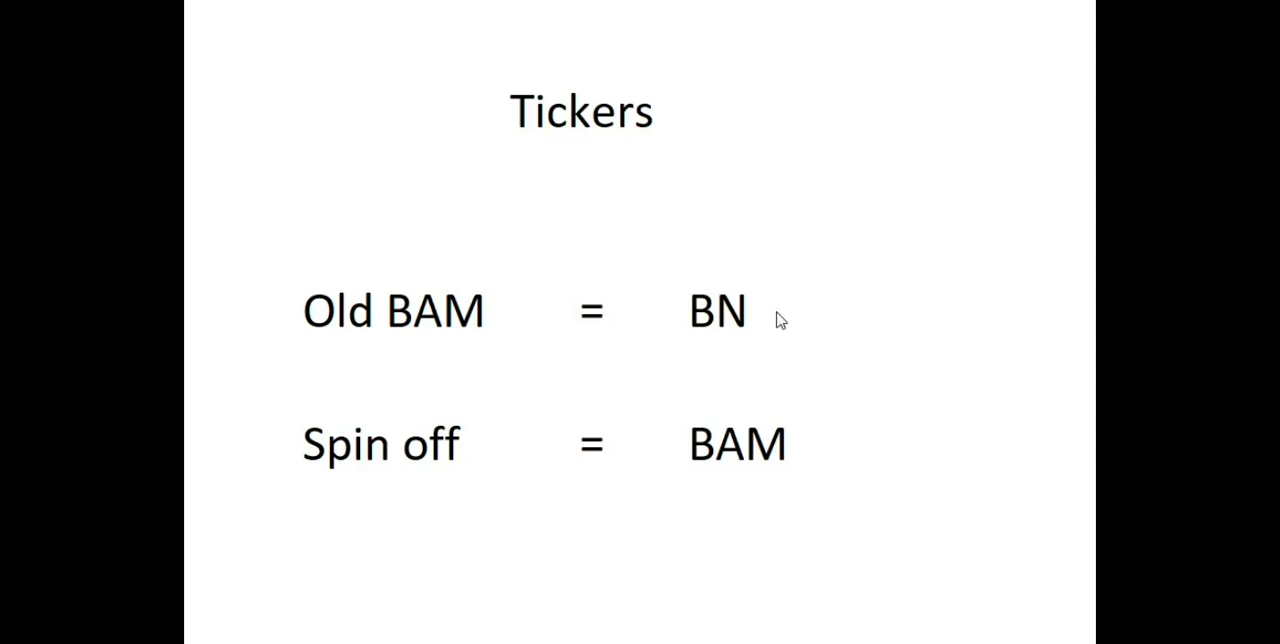 Tickers
Old BAM = BN
Spin off = BAM